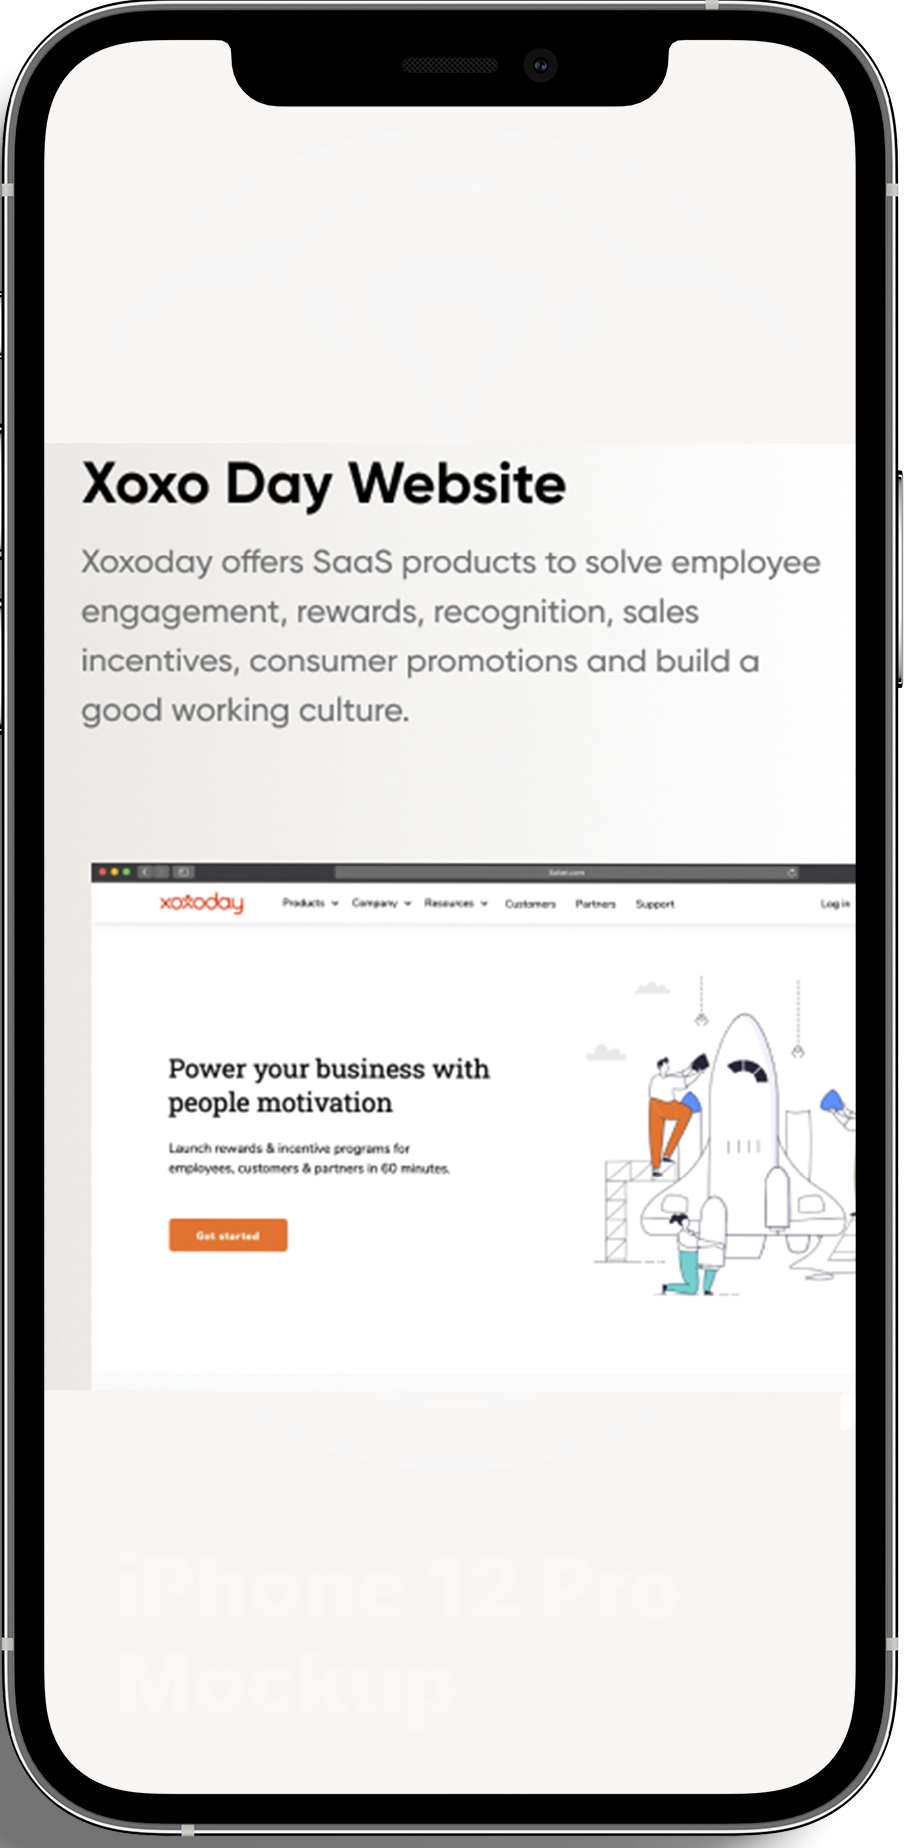 Xoxo Day Website
Xoxoday offers SaaS products to solve employee
engagement, rewards, recognition, sales
incentives, consumer promotions and build a
good working culture.
Safari.com
xoxoday Products Company Resources Customers Partners Support Log in
Power your business with
people motivation
Launch rewards & incentive programs for
employees, customers & partners in 60 minutes.
Get started
iPhone 12 Pro
Mockup